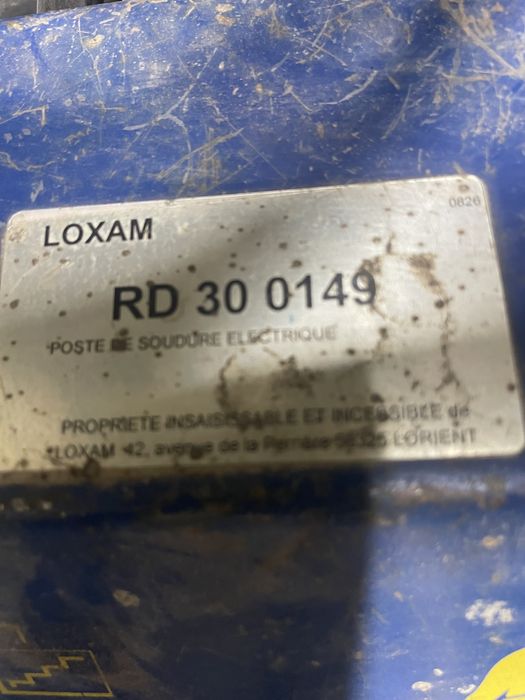 0826
LOXAM
RD 30 0149
POSTE DE SOUDURE ELECTRIQUE
PROPRIETE INSAISISSABLE ET INCESSIBLE de
LOXAM 42, avenue de la Perrière 56325 LORIENT